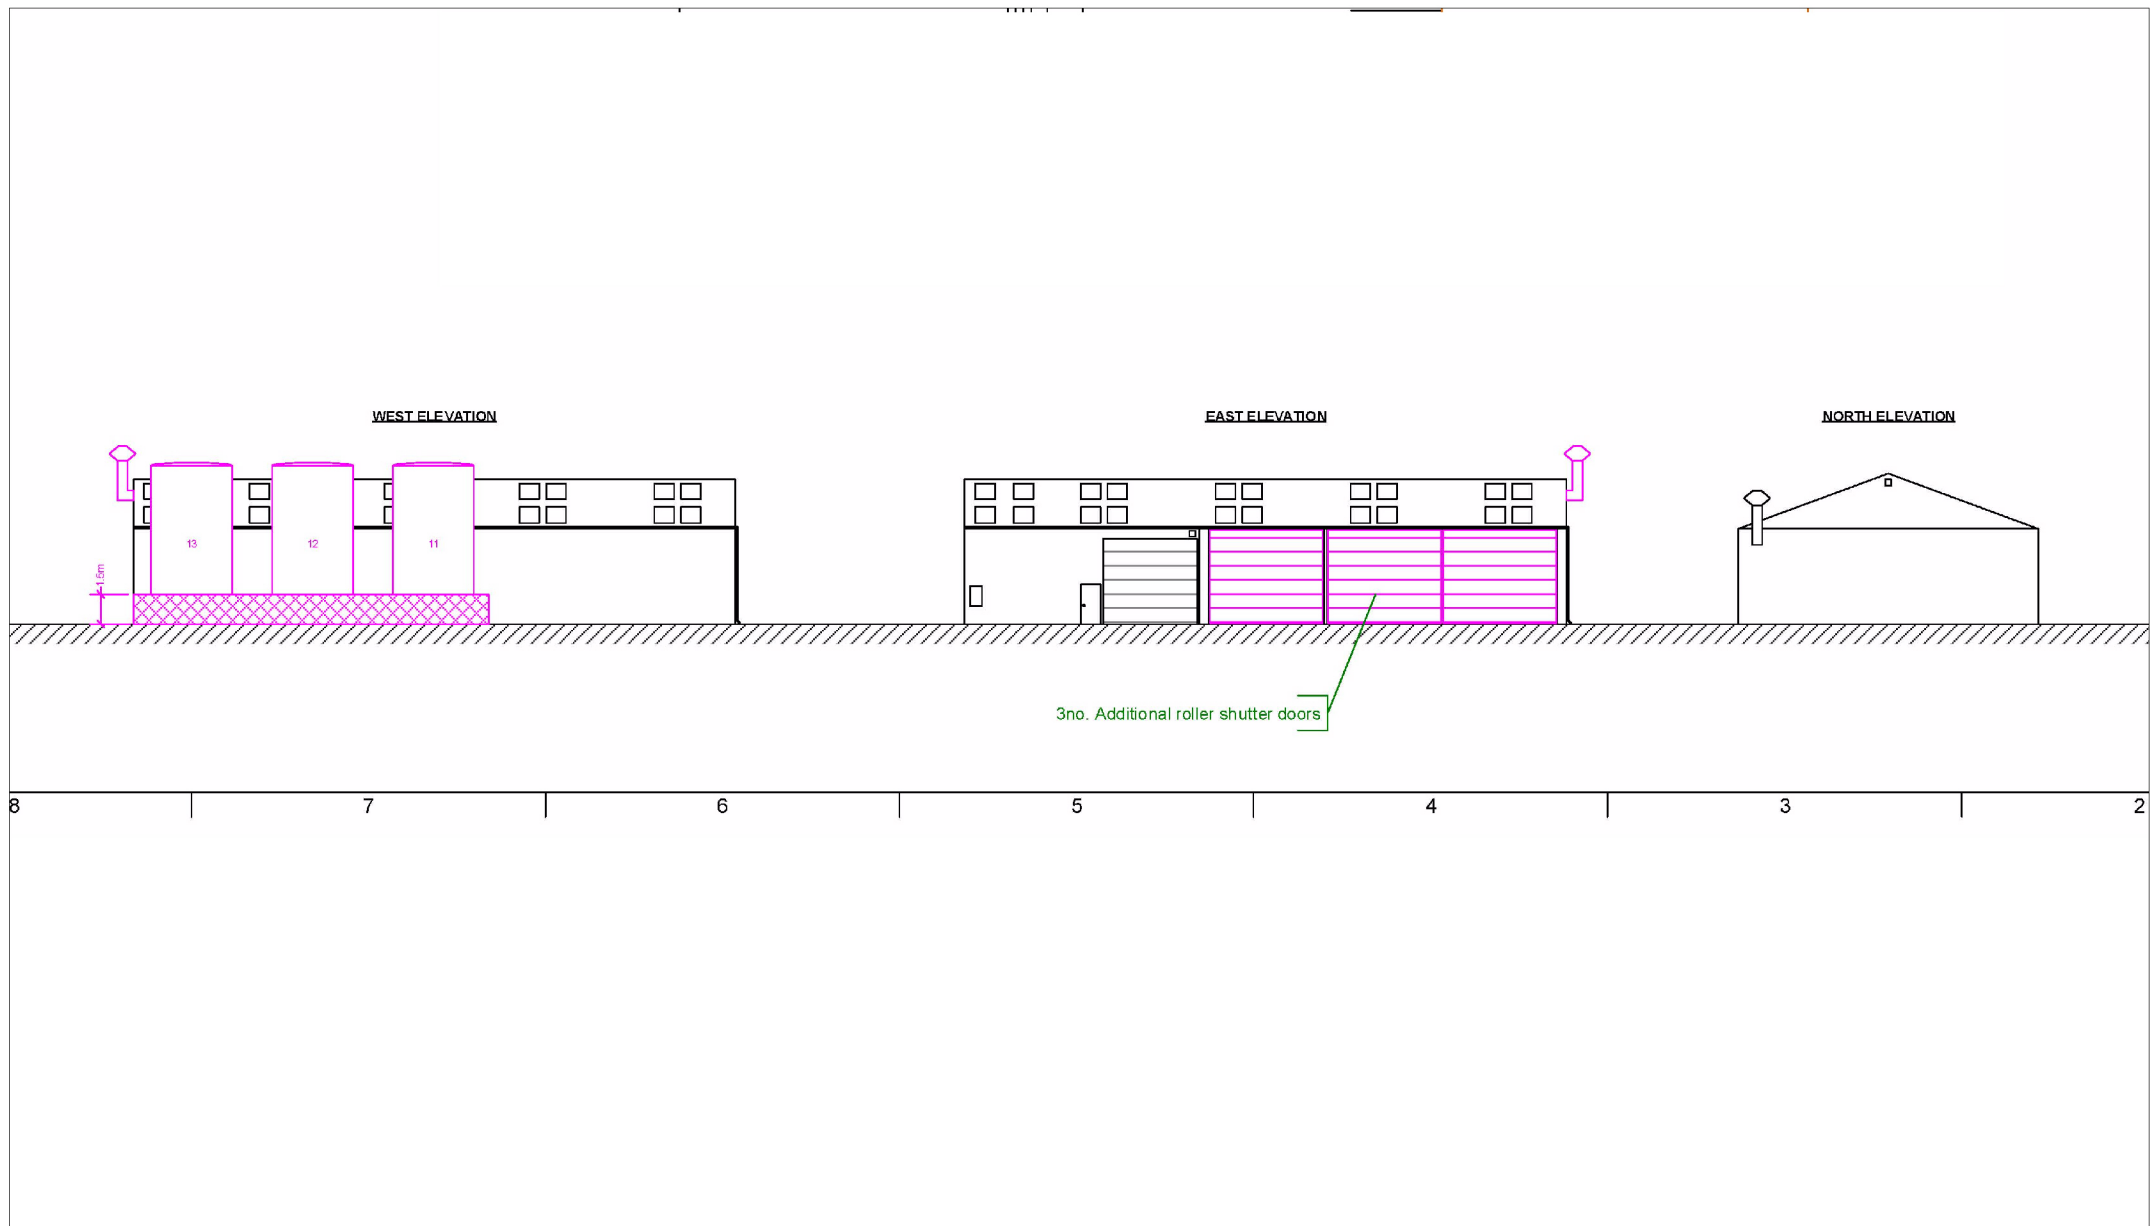 WEST ELEVATION
EAST ELEVATION
NORTH ELEVATION
13
12
11
1.5m
3no. Additional roller shutter doors
8
7
6
5
4
3
2